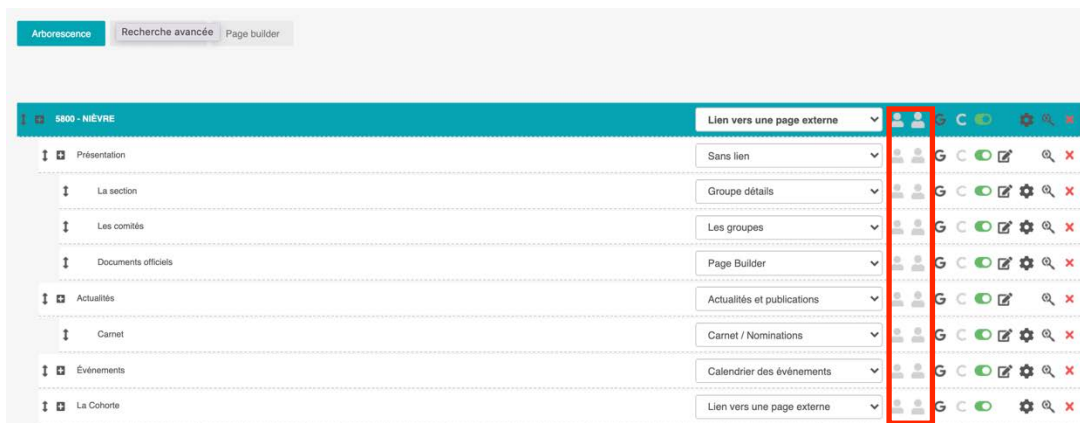 Arborescence Recherche avancée Page builder
5800 - NIÈVRE Lien vers une page externe G C
Présentation Sans lien G C
La section Groupe détails G C
Les comités Les groupes G C
Documents officiels Page Builder G C
Actualités Actualités et publications G C
Carnet Carnet / Nominations G C
Événements Calendrier des événements G C
La Cohorte Lien vers une page externe G C